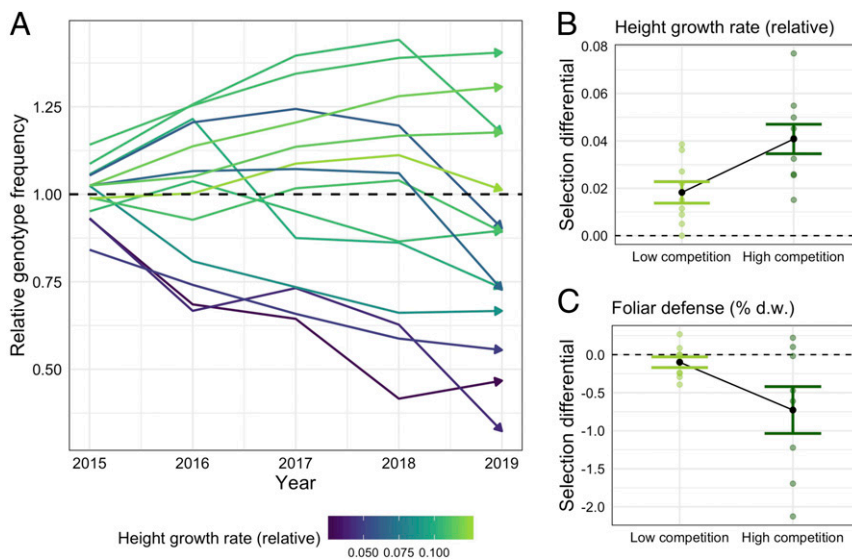 A
Relative genotype frequency
1.25
1.00
0.75
0.50
2015 2016 2017 2018 2019
Year
Height growth rate (relative)
0.050 0.075 0.100
B
Height growth rate (relative)
Selection differential
0.08
0.06
0.04
0.02
0.00
Low competition High competition
C
Foliar defense (% d.w.)
Selection differential
0.0
-0.5
-1.0
-1.5
-2.0
Low competition High competition